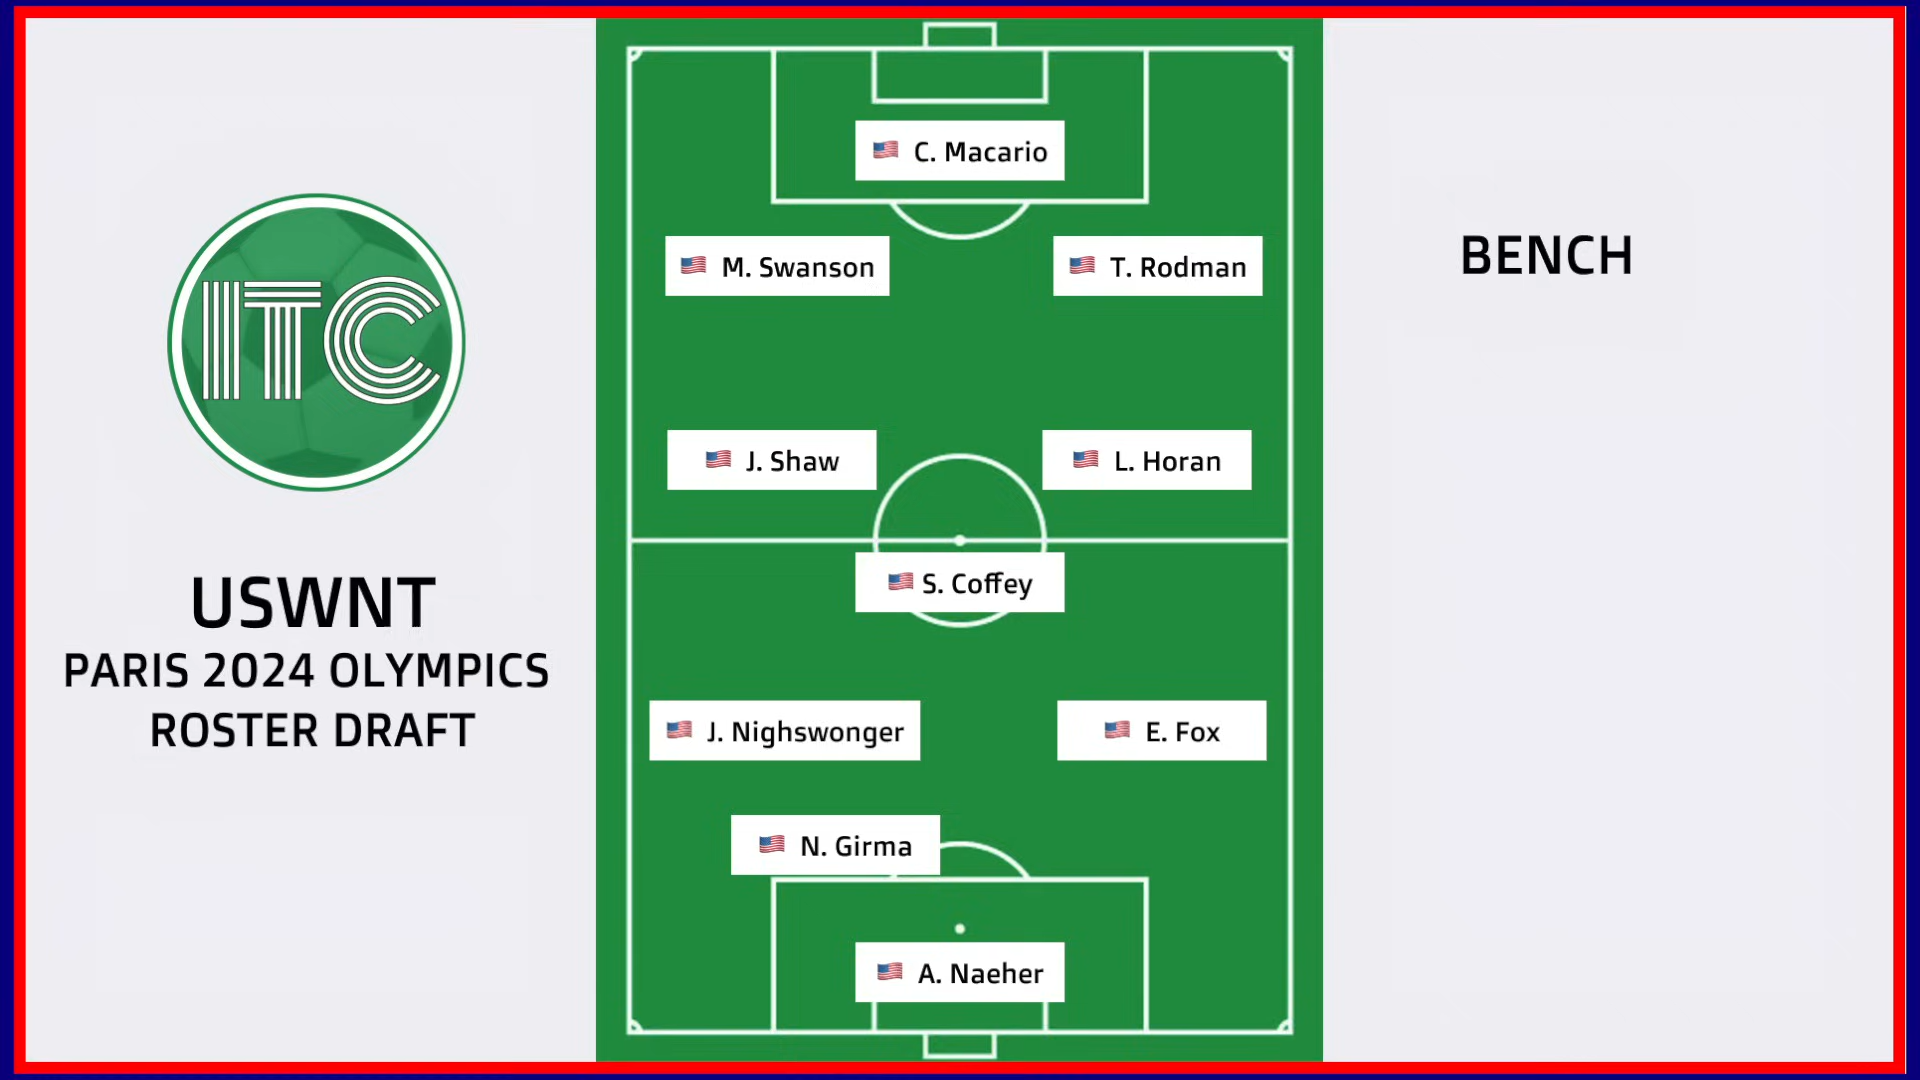 ITC
USWNT
PARIS 2024 OLYMPICS
ROSTER DRAFT
C. Macario
M. Swanson
T. Rodman
J. Shaw
L. Horan
S. Coffey
J. Nighswonger
E. Fox
N. Girma
A. Naeher
BENCH